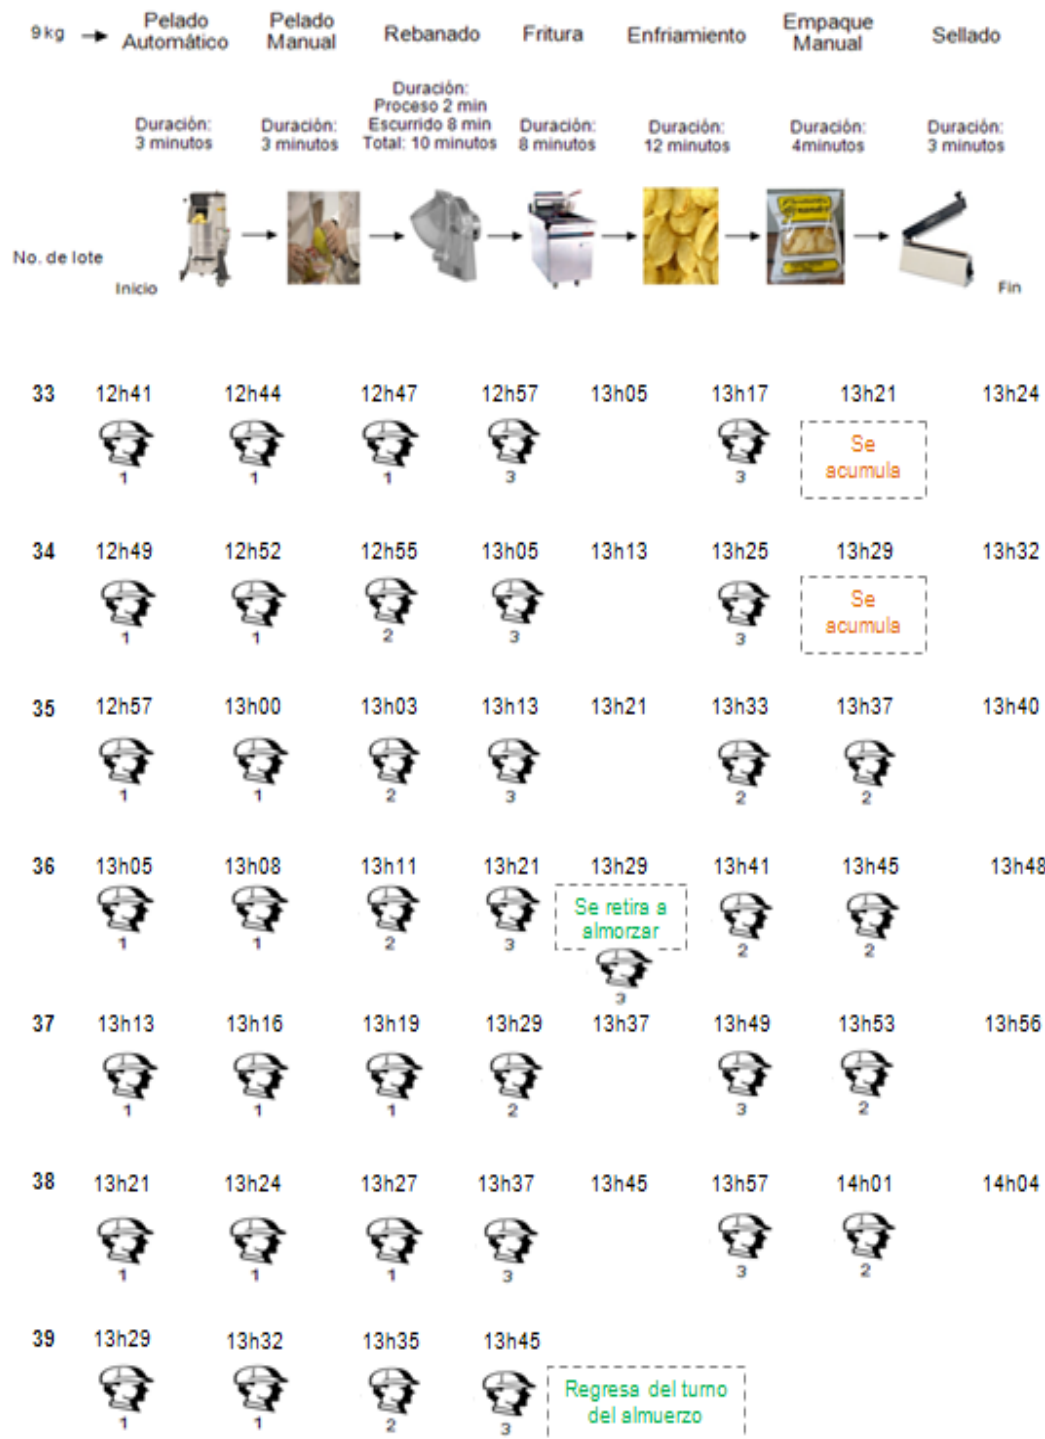 9kg
Pelado
Automático
Pelado
Manual
Rebanado
Fritura
Enfriamiento
Empaque
Manual
Sellado
Duración:
3 minutos
Duración:
3 minutos
Duración:
Proceso 2 min
Escurrido 8 min
Total: 10 minutos
Duración:
8 minutos
Duración:
12 minutos
Duración:
4minutos
Duración:
3 minutos
No. de lote
Inicio
Fin
33 12h41 12h44 12h47 12h57 13h05 13h17 13h21 13h24
1 1 1 3 3
Se
acumula
34 12h49 12h52 12h55 13h05 13h13 13h25 13h29 13h32
1 1 2 3 3
Se
acumula
35 12h57 13h00 13h03 13h13 13h21 13h33 13h37 13h40
1 1 2 3 2 2
36 13h05 13h08 13h11 13h21 13h29 13h41 13h45 13h48
1 1 2 3 2 2
Se retira a
almorzar
3
37 13h13 13h16 13h19 13h29 13h37 13h49 13h53 13h56
1 1 1 2 3 2
38 13h21 13h24 13h27 13h37 13h45 13h57 14h01 14h04
1 1 1 3 3 2
39 13h29 13h32 13h35 13h45
1 1 2 3
Regresa del turno
del almuerzo